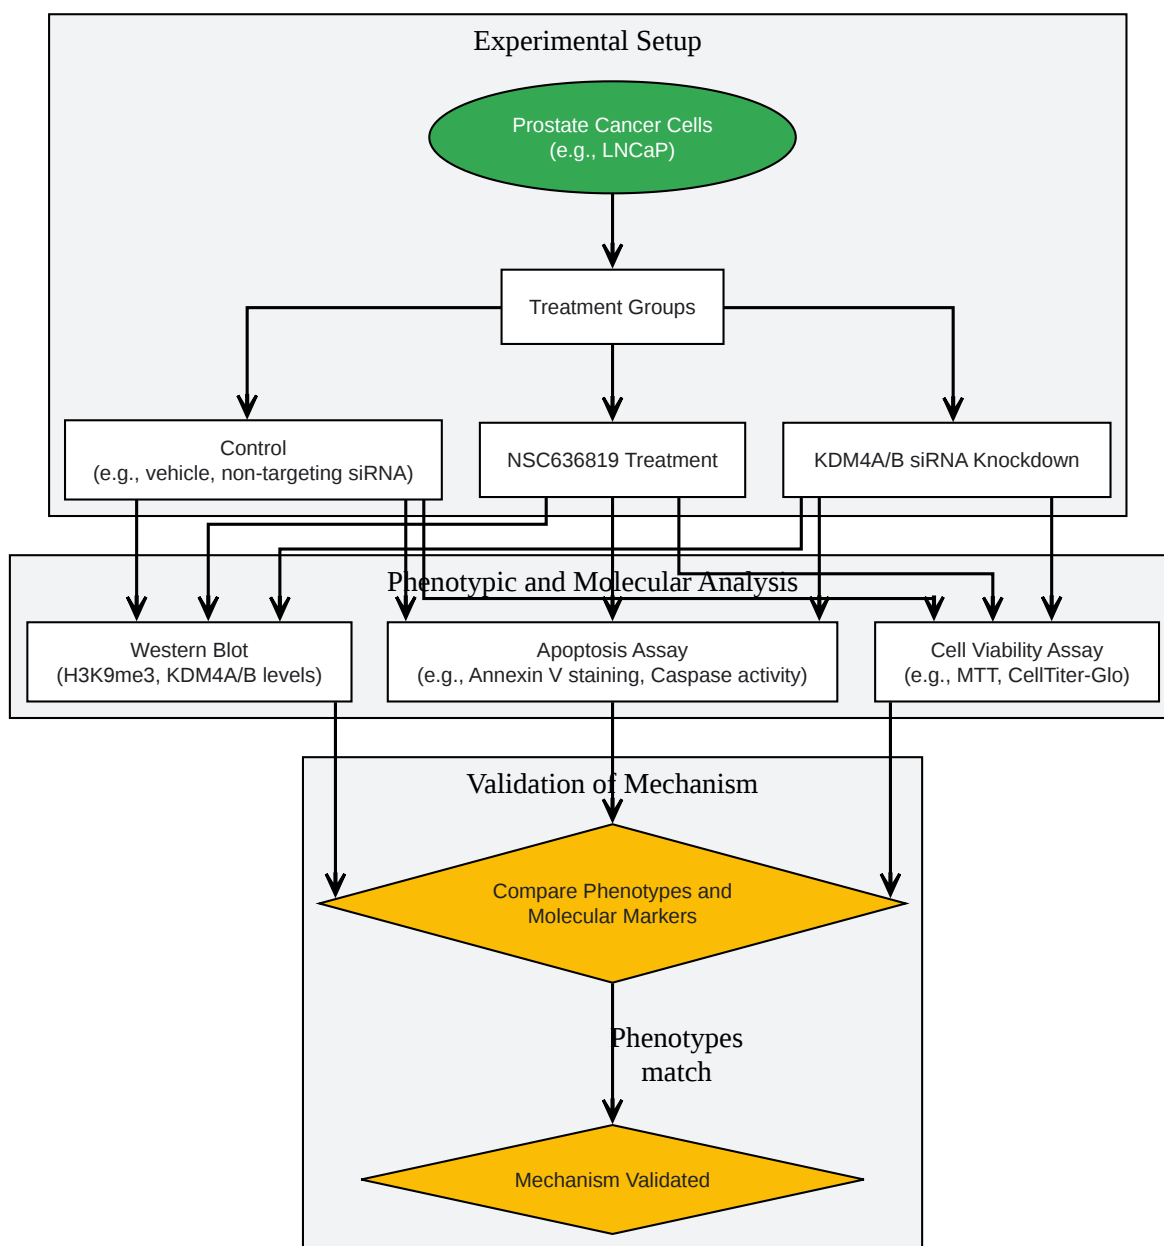 Experimental Setup
Prostate Cancer Cells
(e.g., LNCaP)
Treatment Groups
Control
(e.g., vehicle, non-targeting siRNA)
NSC636819 Treatment
KDM4A/B siRNA Knockdown
Phenotypic and Molecular Analysis
Western Blot
(H3K9me3, KDM4A/B levels)
Apoptosis Assay
(e.g., Annexin V staining, Caspase activity)
Cell Viability Assay
(e.g., MTT, CellTiter-Glo)
Validation of Mechanism
Compare Phenotypes and
Molecular Markers
Phenotypes
match
Mechanism Validated